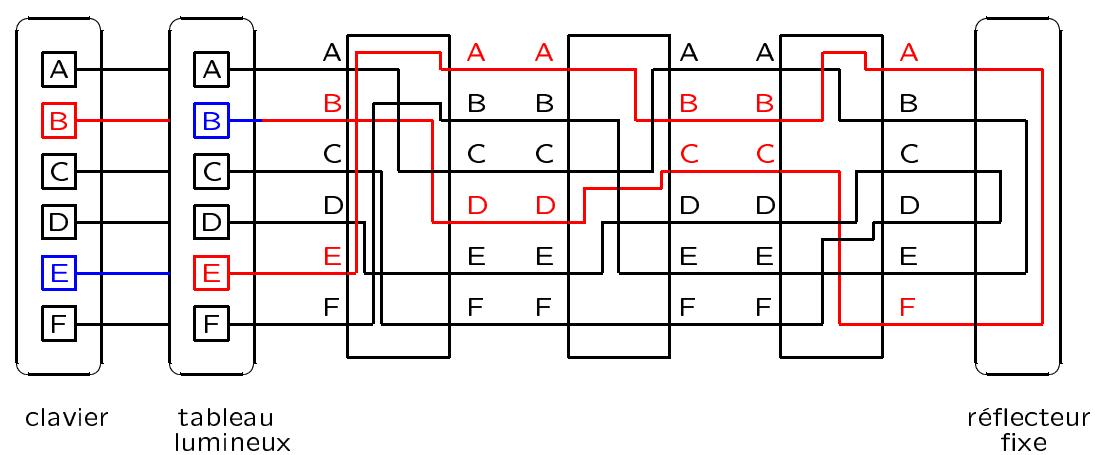 A A A A A A A A
B B B B B B B B
C C C C C C C C
D D D D D D D D
E E E E E E E E
F F F F F F F F
clavier tableau lumineux réflecteur fixe